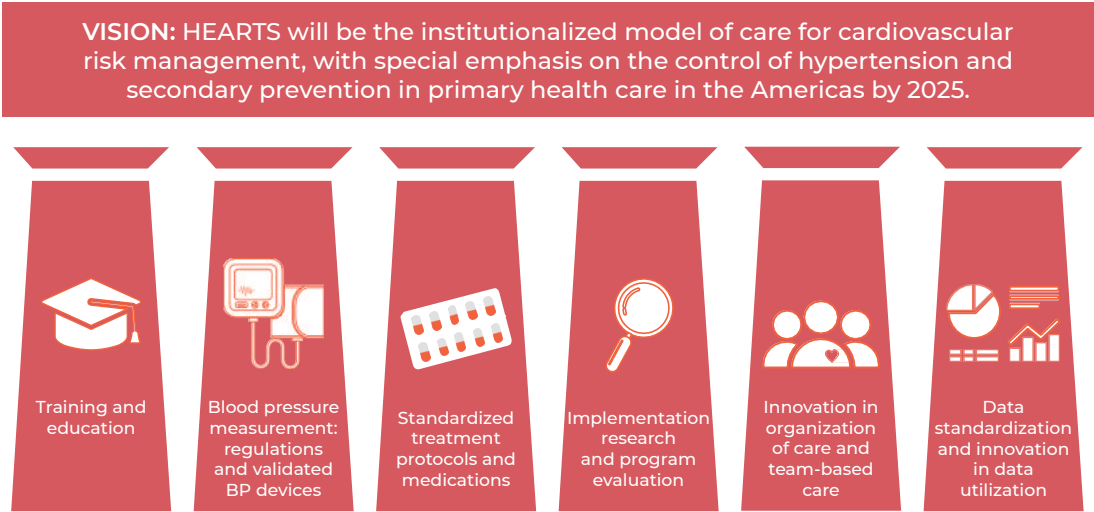 VISION: HEARTS will be the institutionalized model of care for cardiovascular
risk management, with special emphasis on the control of hypertension and
secondary prevention in primary health care in the Americas by 2025.
Training and
education
Blood pressure
measurement:
regulations
and validated
BP devices
Standardized
treatment
protocols and
medications
Implementation
research
and program
evaluation
Innovation in
organization
of care and
team-based
care
Data
standardization
and innovation
in data
utilization